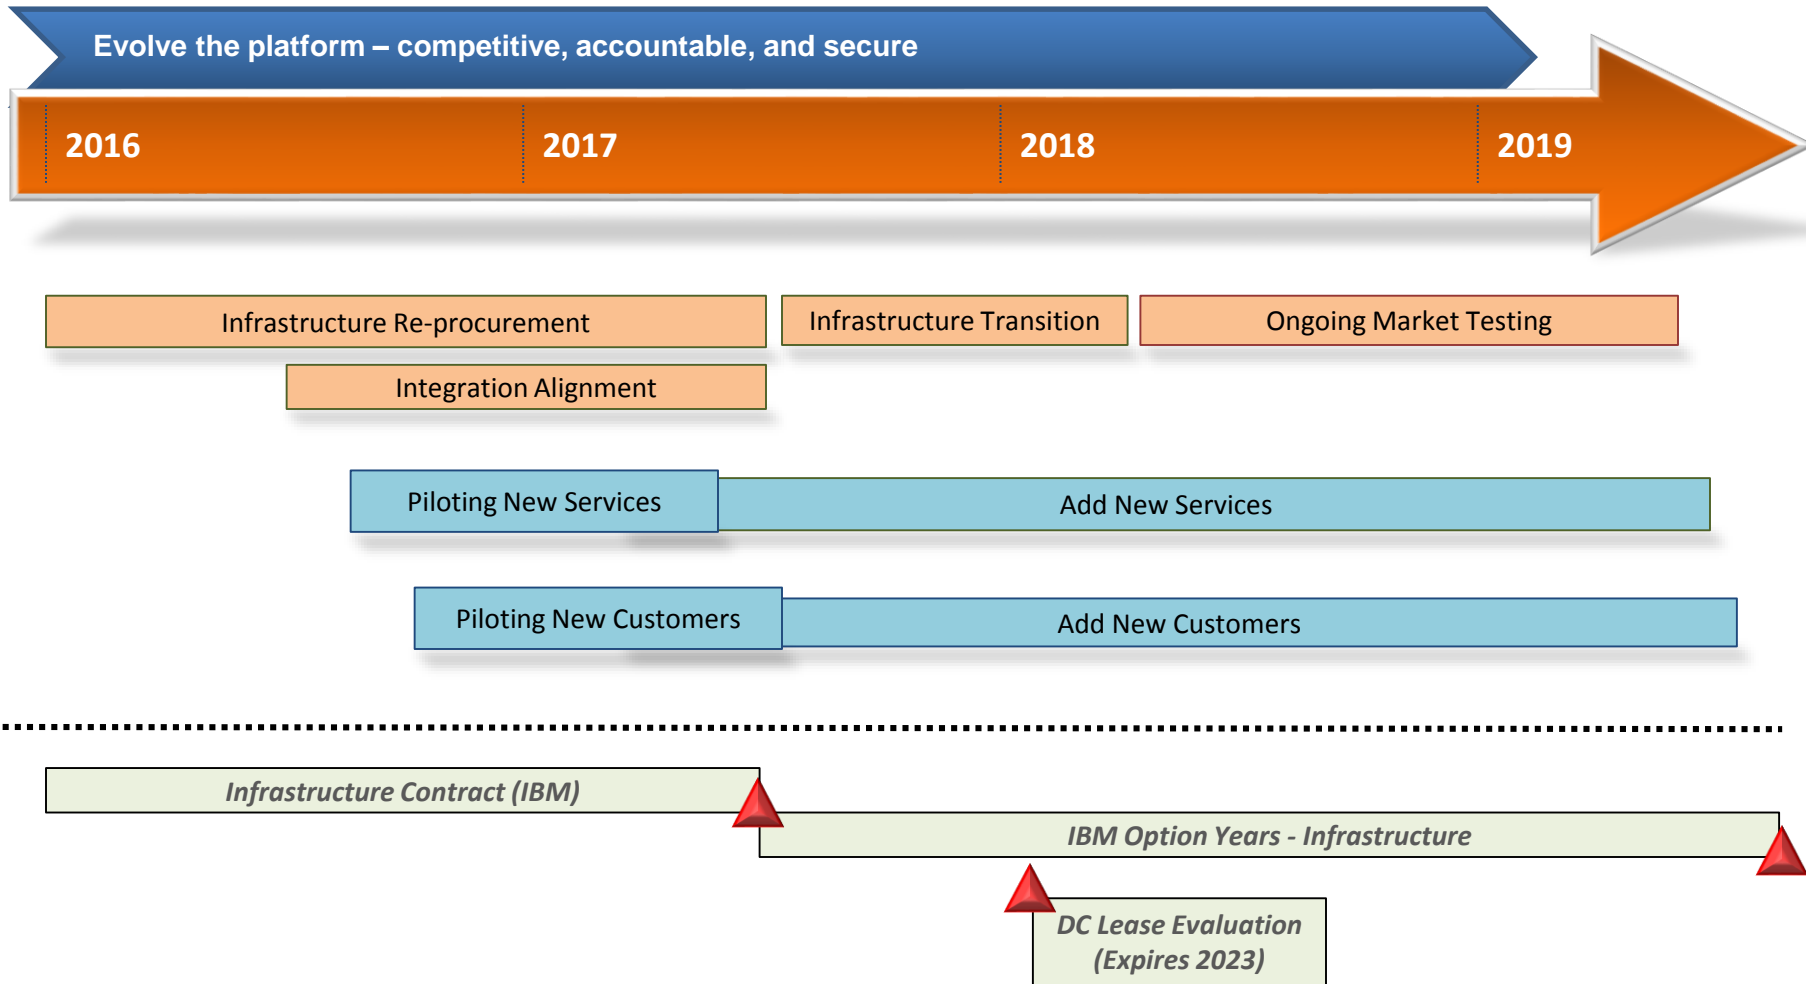 Evolve the platform – competitive, accountable, and secure
2016
2017
2018
2019
Infrastructure Re-procurement
Infrastructure Transition
Ongoing Market Testing
Integration Alignment
Piloting New Services
Add New Services
Piloting New Customers
Add New Customers
Infrastructure Contract (IBM)
IBM Option Years - Infrastructure
DC Lease Evaluation
(Expires 2023)